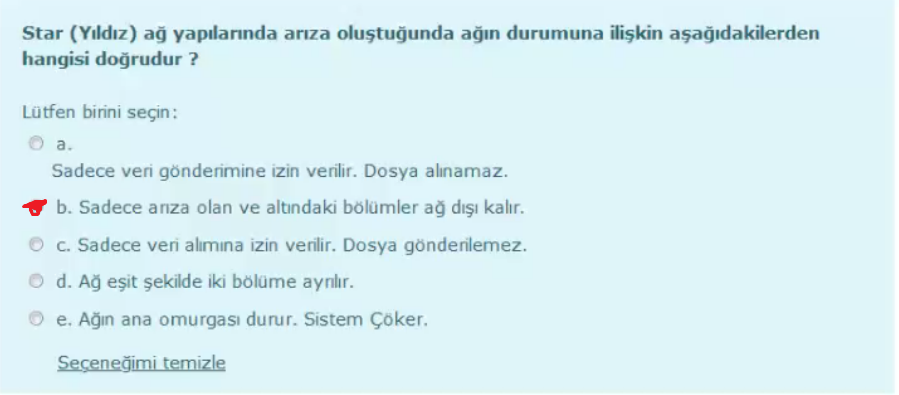 Star (Yıldız) ağ yapılarında arıza oluştuğunda ağın durumuna ilişkin aşağıdakilerden
hangisi doğrudur ?
Lütfen birini seçin:
a.
Sadece veri gönderimine izin verilir. Dosya alınamaz.
b. Sadece arıza olan ve altındaki bölümler ağ dışı kalır.
c. Sadece veri alımına izin verilir. Dosya gönderilemez.
d. Ağ eşit şekilde iki bölüme ayrılır.
e. Ağın ana omurgası durur. Sistem Çöker.
Seçeneğimi temizle